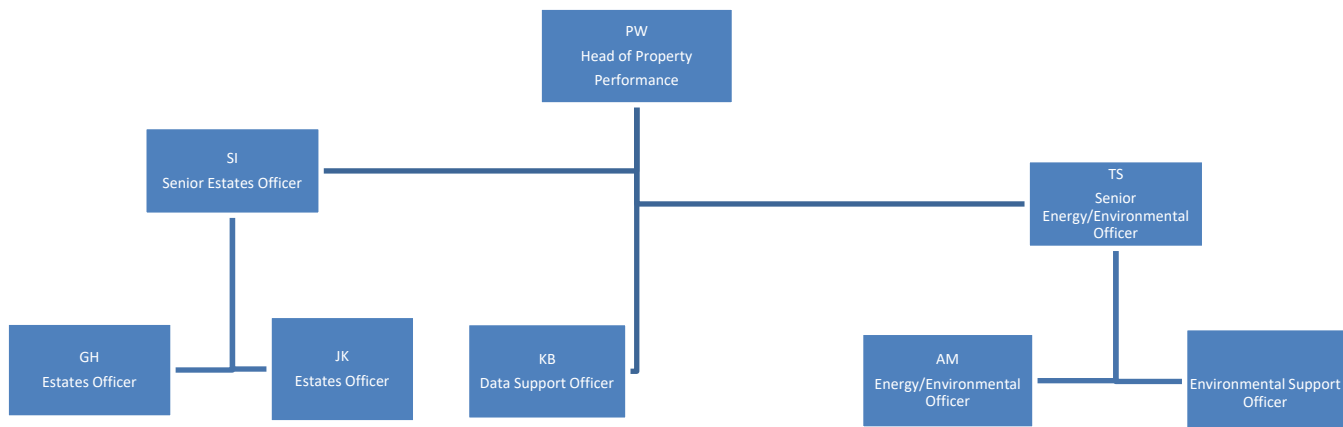 PW
Head of Property
Performance
SI
Senior Estates Officer
TS
Senior
Energy/Environmental
Officer
GH
Estates Officer
JK
Estates Officer
KB
Data Support Officer
AM
Energy/Environmental
Officer
Environmental Support
Officer